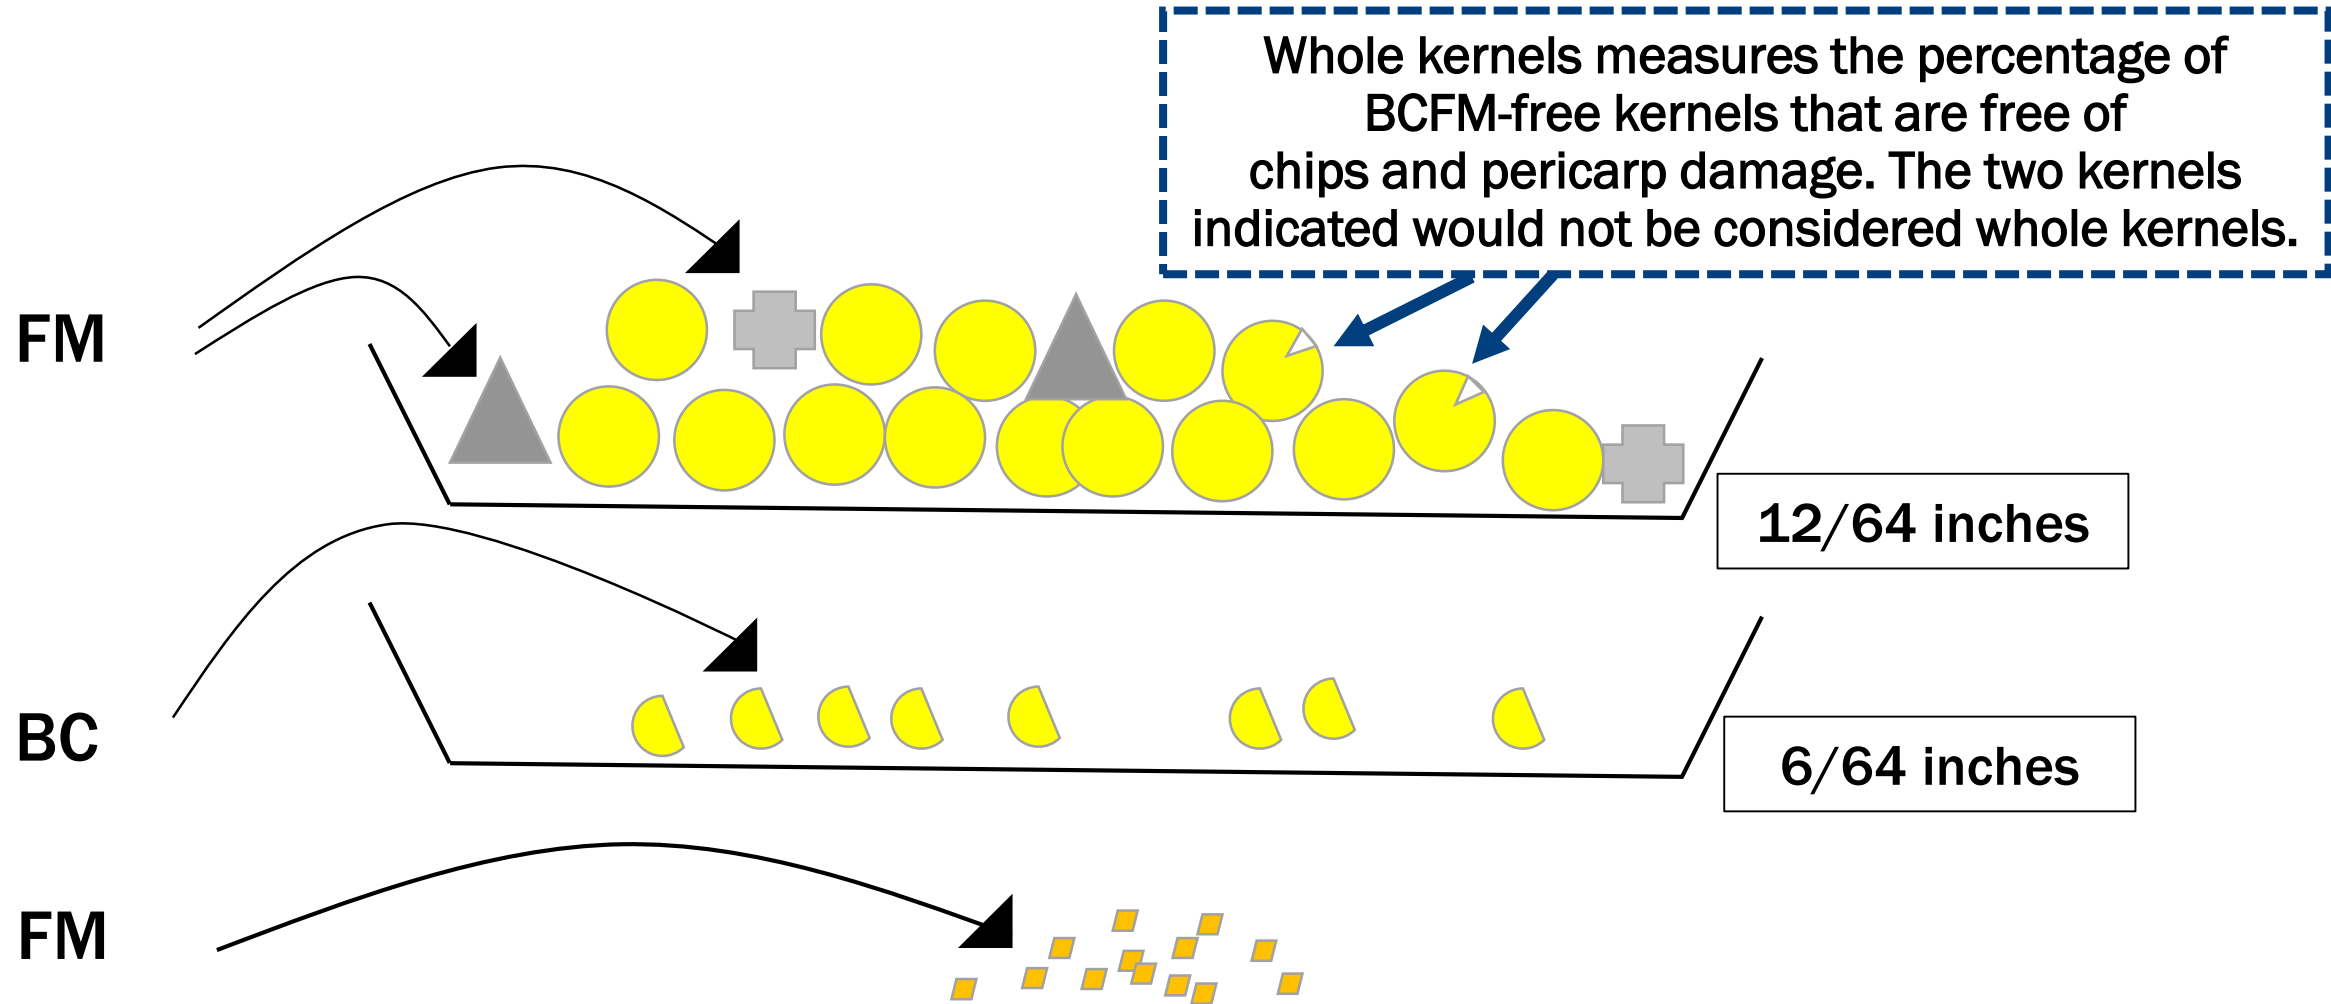 Whole kernels measures the percentage of
BCFM-free kernels that are free of
chips and pericarp damage. The two kernels
indicated would not be considered whole kernels.
FM
12/64 inches
BC
6/64 inches
FM